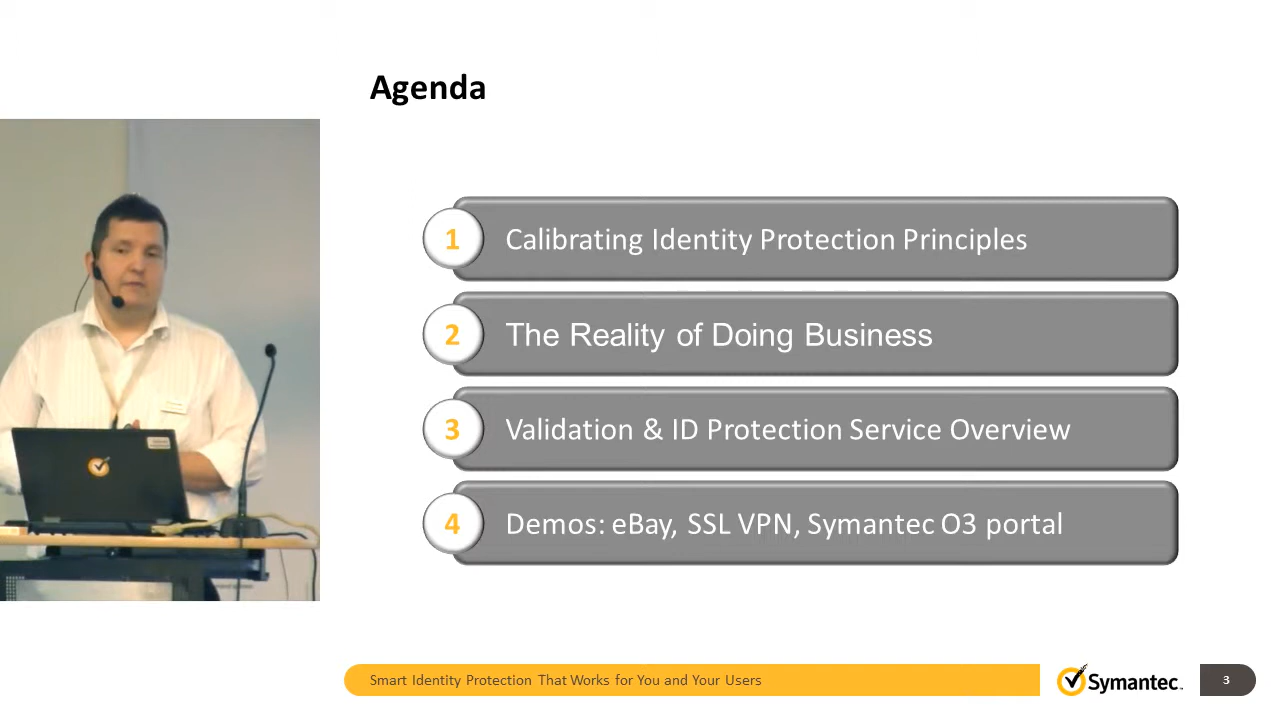 Agenda
1 Calibrating Identity Protection Principles
2 The Reality of Doing Business
3 Validation & ID Protection Service Overview
4 Demos: eBay, SSL VPN, Symantec O3 portal
Smart Identity Protection That Works for You and Your Users
Symantec.
3